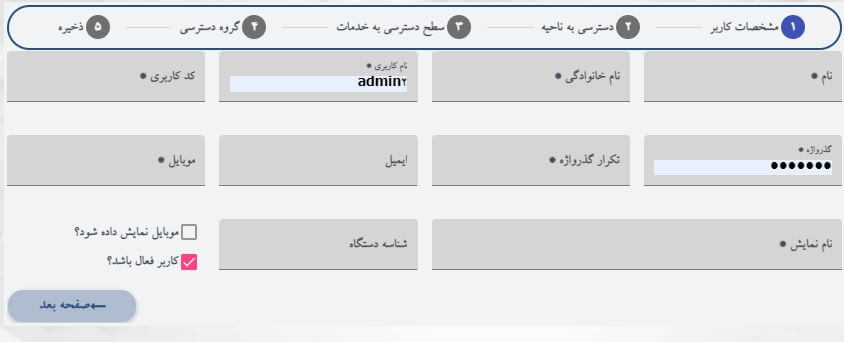 ۱ مشخصات کاربر ۲ دسترسی به ناحیه ۳ سطح دسترسی به خدمات ۴ گروه دسترسی ۵ ذخیره
نام * نام خانوادگی * نام کاربری * کد کاربری *
admin۲
گذرواژه * تکرار گذرواژه * ایمیل موبایل *
•••••••
نام نمایش * شناسه دستگاه موبایل نمایش داده شود؟
کاربر فعال باشد؟
←صفحه بعد